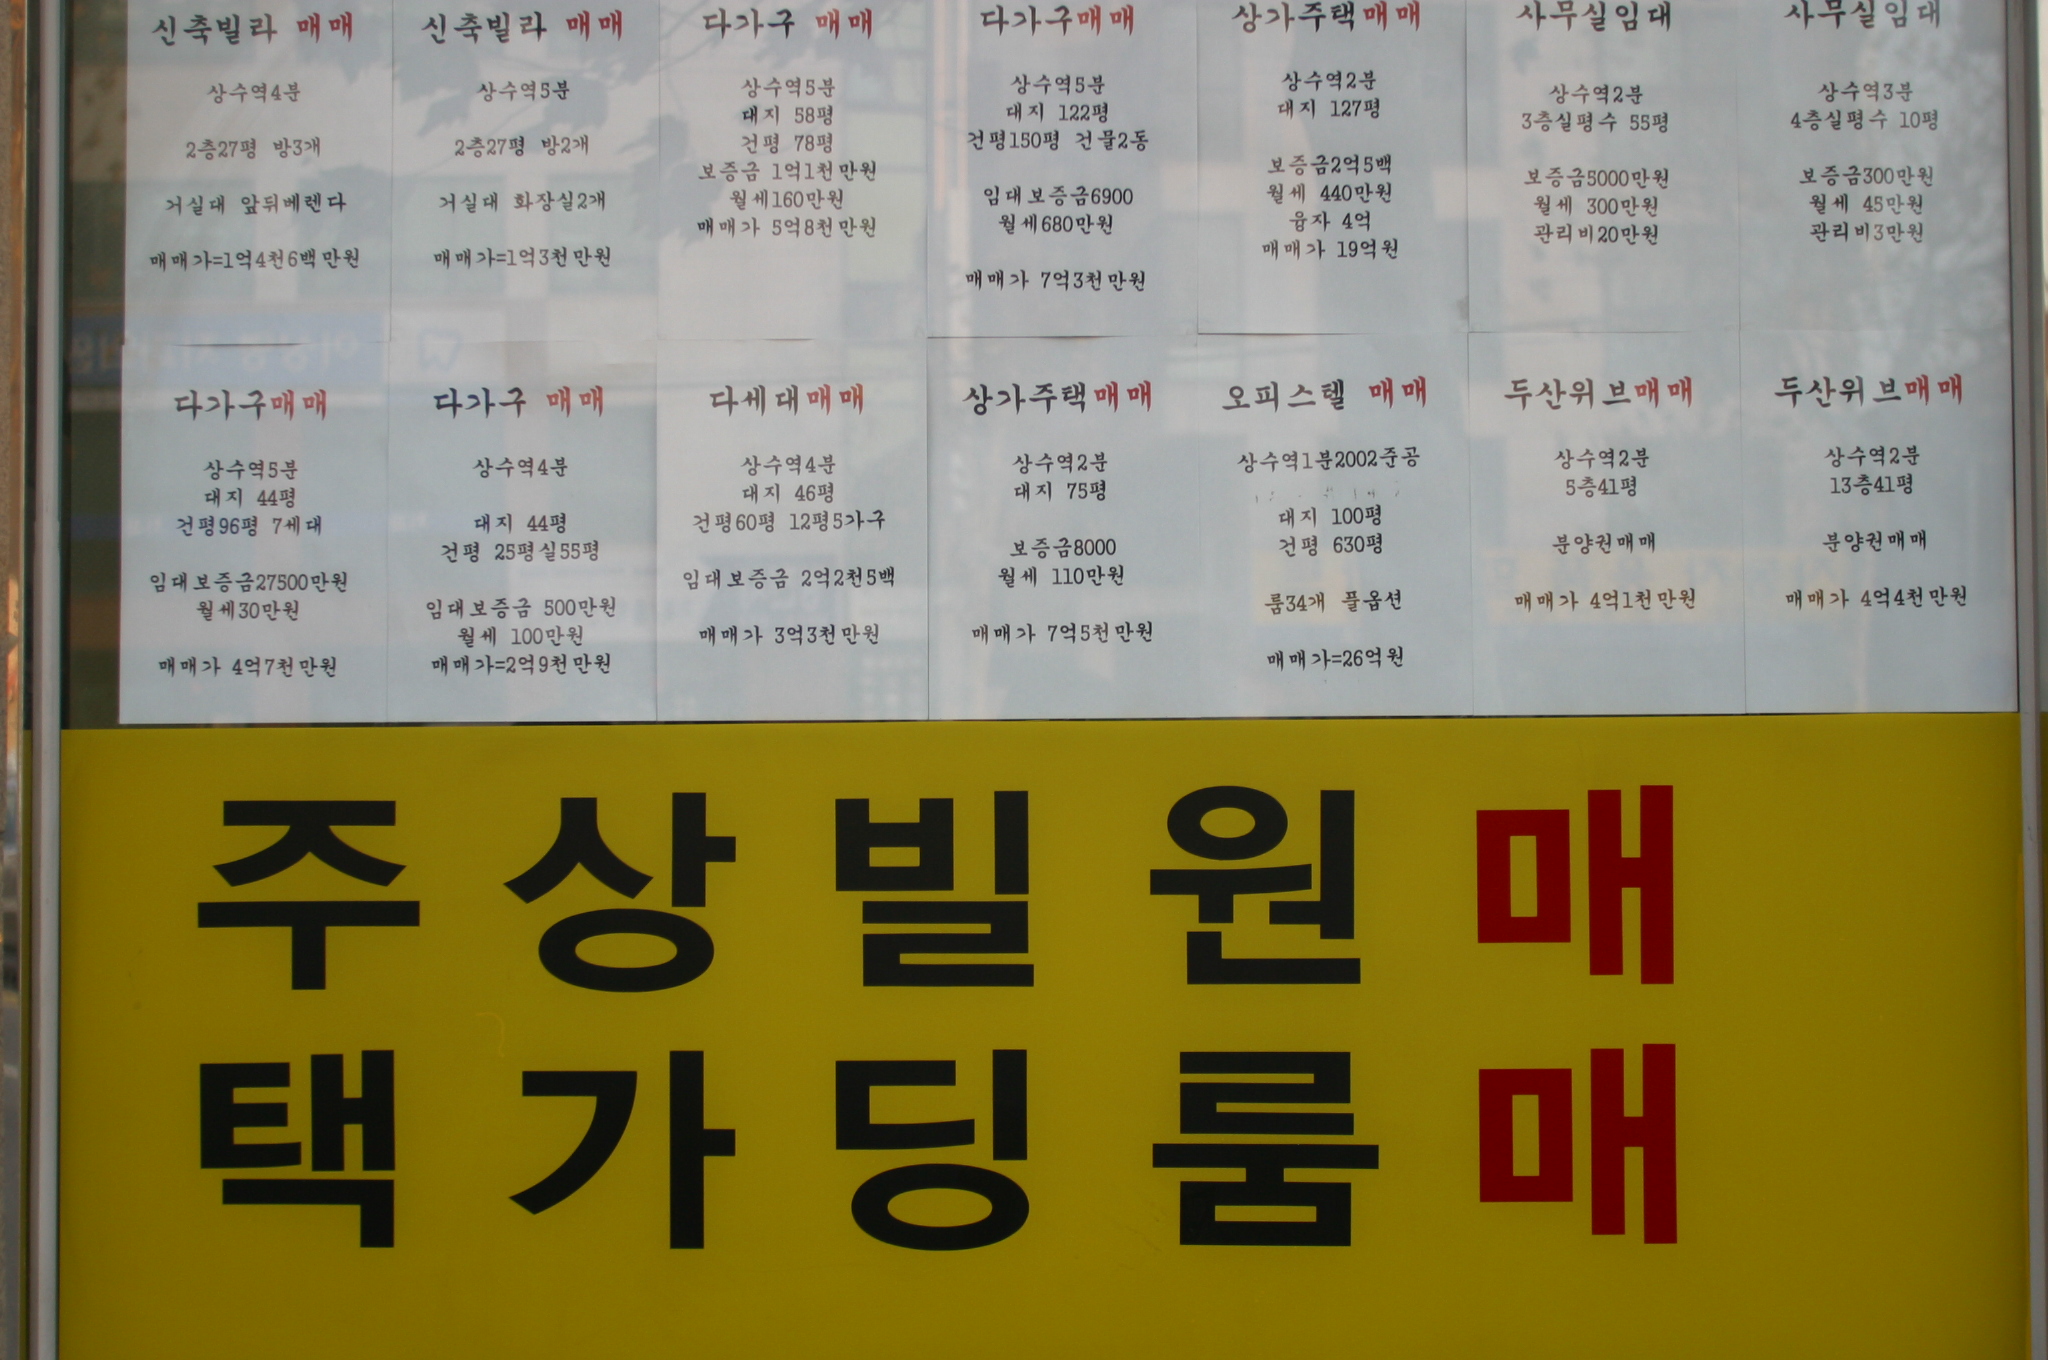 신축빌라 매매
상수역4분
2층27평 방3개
거실대 앞뒤베렌다
매매가=1억4천6백만원
신축빌라 매매
상수역5분
2층27평 방2개
거실대 화장실2개
매매가=1억3천만원
다가구 매매
상수역5분
대지 58평
건평 78평
보증금 1억1천만원
월세160만원
매매가 5억8천만원
다가구매매
상수역5분
대지 122평
건평150평 건물2동
임대보증금6900
월세680만원
매매가 7억3천만원
상가주택매매
상수역2분
대지 127평
보증금2억5백
월세 440만원
융자 4억
매매가 19억원
사무실임대
상수역2분
3층실평수 55평
보증금5000만원
월세 300만원
관리비20만원
사무실임대
상수역3분
4층실평수 10평
보증금300만원
월세 45만원
관리비3만원
다가구매매
상수역5분
대지 44평
건평96평 7세대
임대보증금27500만원
월세30만원
매매가 4억7천만원
다가구 매매
상수역4분
대지 44평
건평 25평실55평
임대보증금 500만원
월세 100만원
매매가=2억9천만원
다세대매매
상수역4분
대지 46평
건평60평 12평5가구
임대보증금 2억2천5백
매매가 3억3천만원
상가주택매매
상수역2분
대지 75평
보증금8000
월세 110만원
매매가 7억5천만원
오피스텔 매매
상수역1분2002준공
대지 100평
건평 630평
룸34개 풀옵션
매매가=26억원
두산위브매매
상수역2분
5층41평
분양권매매
매매가 4억1천만원
두산위브매매
상수역2분
13층41평
분양권매매
매매가 4억4천만원
주상빌원매
택가딩룸매